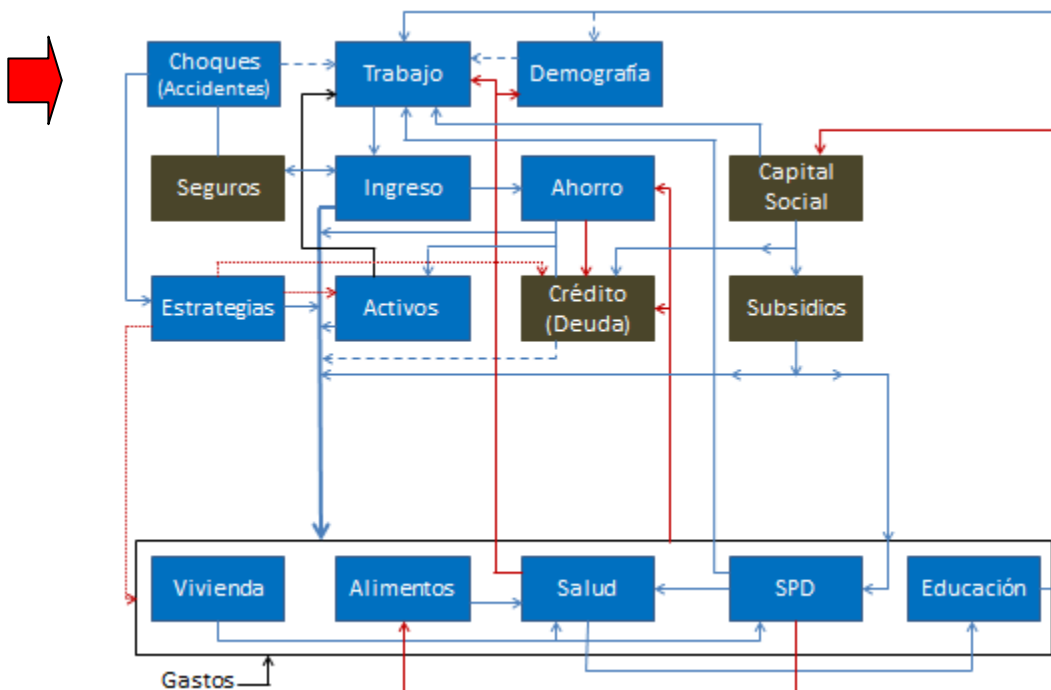 Choques
(Accidentes)
Trabajo
Demografía
Seguros
Ingreso
Ahorro
Capital
Social
Estrategias
Activos
Crédito
(Deuda)
Subsidios
Vivienda
Alimentos
Salud
SPD
Educación
Gastos